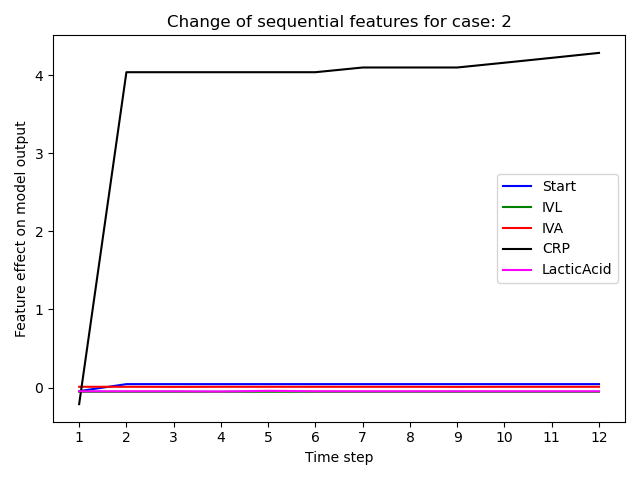 Change of sequential features for case: 2
Feature effect on model output
4
3
2
1
0
Start
IVL
IVA
CRP
LacticAcid
1 2 3 4 5 6 7 8 9 10 11 12
Time step